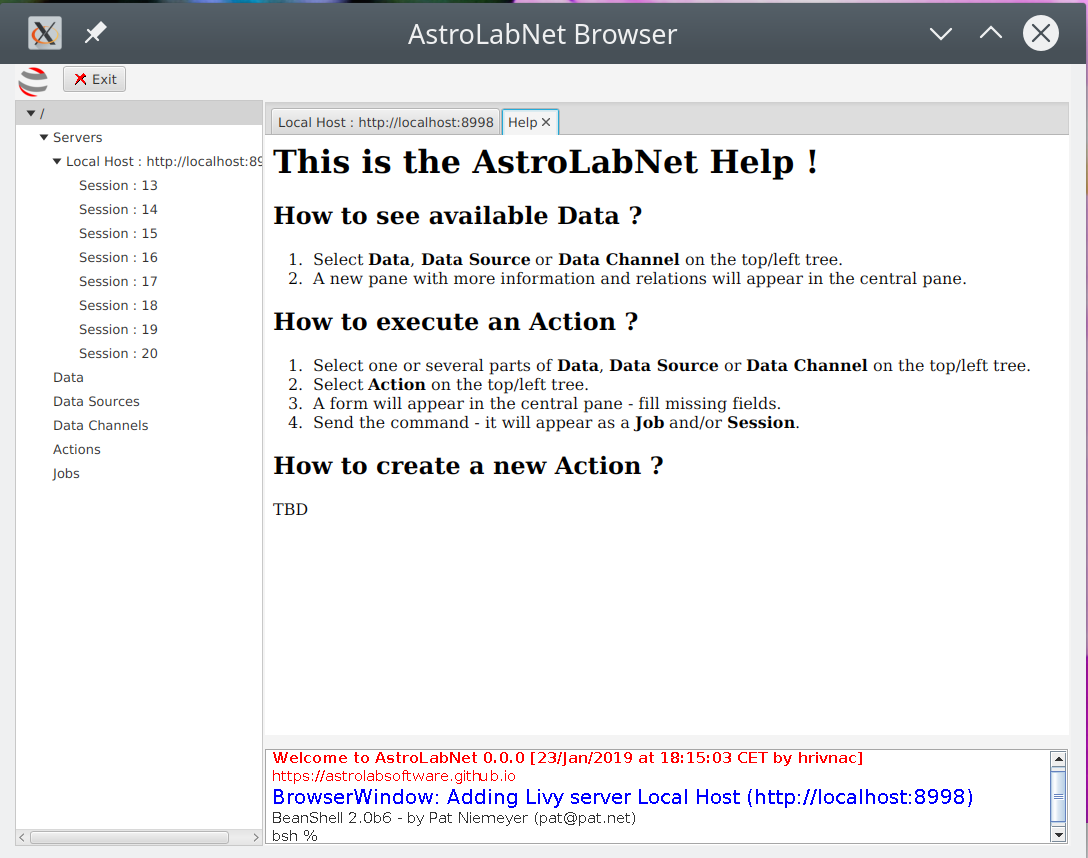 AstroLabNet Browser
Exit
/
Servers
Local Host : http://localhost:89
Session : 13
Session : 14
Session : 15
Session : 16
Session : 17
Session : 18
Session : 19
Session : 20
Data
Data Sources
Data Channels
Actions
Jobs
Local Host : http://localhost:8998
Help
This is the AstroLabNet Help !
How to see available Data ?
1. Select Data, Data Source or Data Channel on the top/left tree.
2. A new pane with more information and relations will appear in the central pane.
How to execute an Action ?
1. Select one or several parts of Data, Data Source or Data Channel on the top/left tree.
2. Select Action on the top/left tree.
3. A form will appear in the central pane - fill missing fields.
4. Send the command - it will appear as a Job and/or Session.
How to create a new Action ?
TBD
Welcome to AstroLabNet 0.0.0 [23/Jan/2019 at 18:15:03 CET by hrivnac]
https://astrolabsoftware.github.io
BrowserWindow: Adding Livy server Local Host (http://localhost:8998)
BeanShell 2.0b6 - by Pat Niemeyer (pat@pat.net)
bsh %